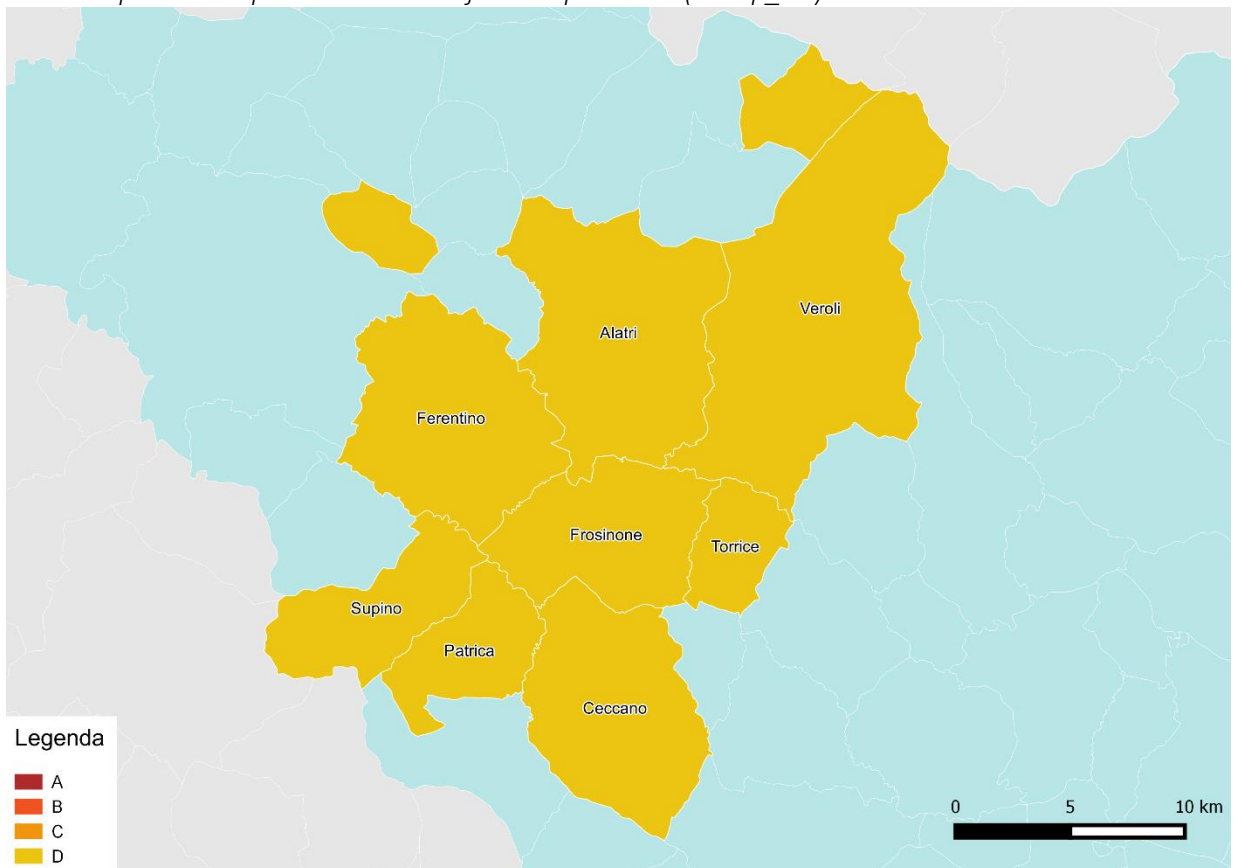 Veroli
Alatri
Ferentino
Frosinone
Torrice
Supino
Patrica
Ceccano
Legenda
A
B
C
D
0 5 10 km